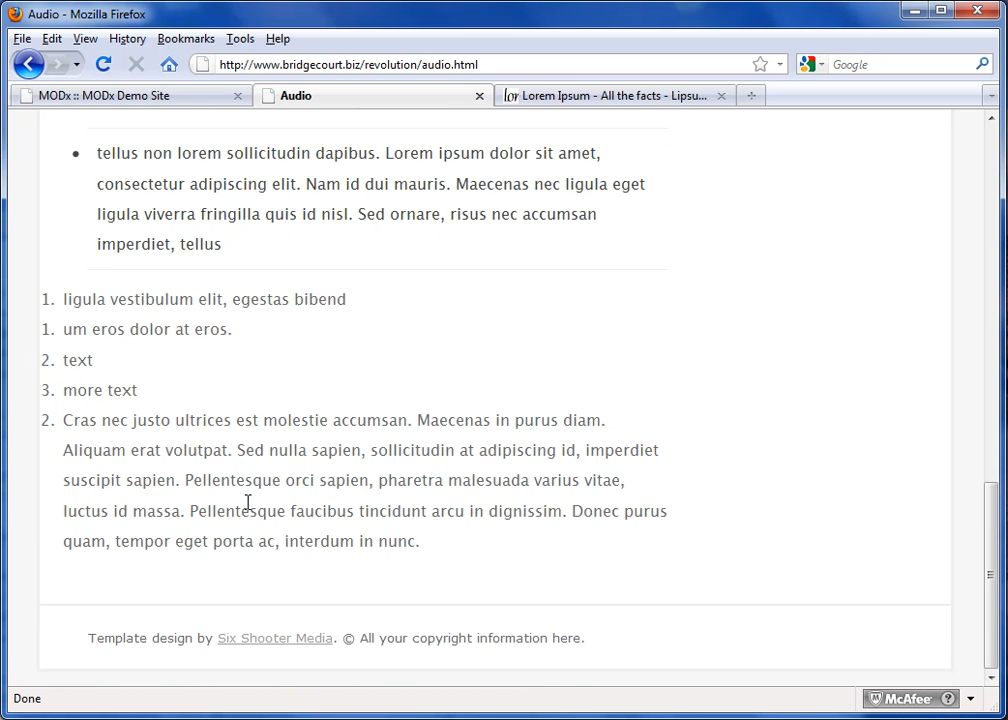 Audio - Mozilla Firefox
File Edit View History Bookmarks Tools Help
http://www.bridgecourt.biz/revolution/audio.html
Google
MODx :: MODx Demo Site
Audio
Lorem Ipsum - All the facts - Lipsu...
tellus non lorem sollicitudin dapibus. Lorem ipsum dolor sit amet,
consectetur adipiscing elit. Nam id dui mauris. Maecenas nec ligula eget
ligula viverra fringilla quis id nisl. Sed ornare, risus nec accumsan
imperdiet, tellus
1. ligula vestibulum elit, egestas bibend
1. um eros dolor at eros.
2. text
3. more text
2. Cras nec justo ultrices est molestie accumsan. Maecenas in purus diam.
Aliquam erat volutpat. Sed nulla sapien, sollicitudin at adipiscing id, imperdiet
suscipit sapien. Pellentesque orci sapien, pharetra malesuada varius vitae,
luctus id massa. Pellentesque faucibus tincidunt arcu in dignissim. Donec purus
quam, tempor eget porta ac, interdum in nunc.
Template design by Six Shooter Media. © All your copyright information here.
Done
McAfee